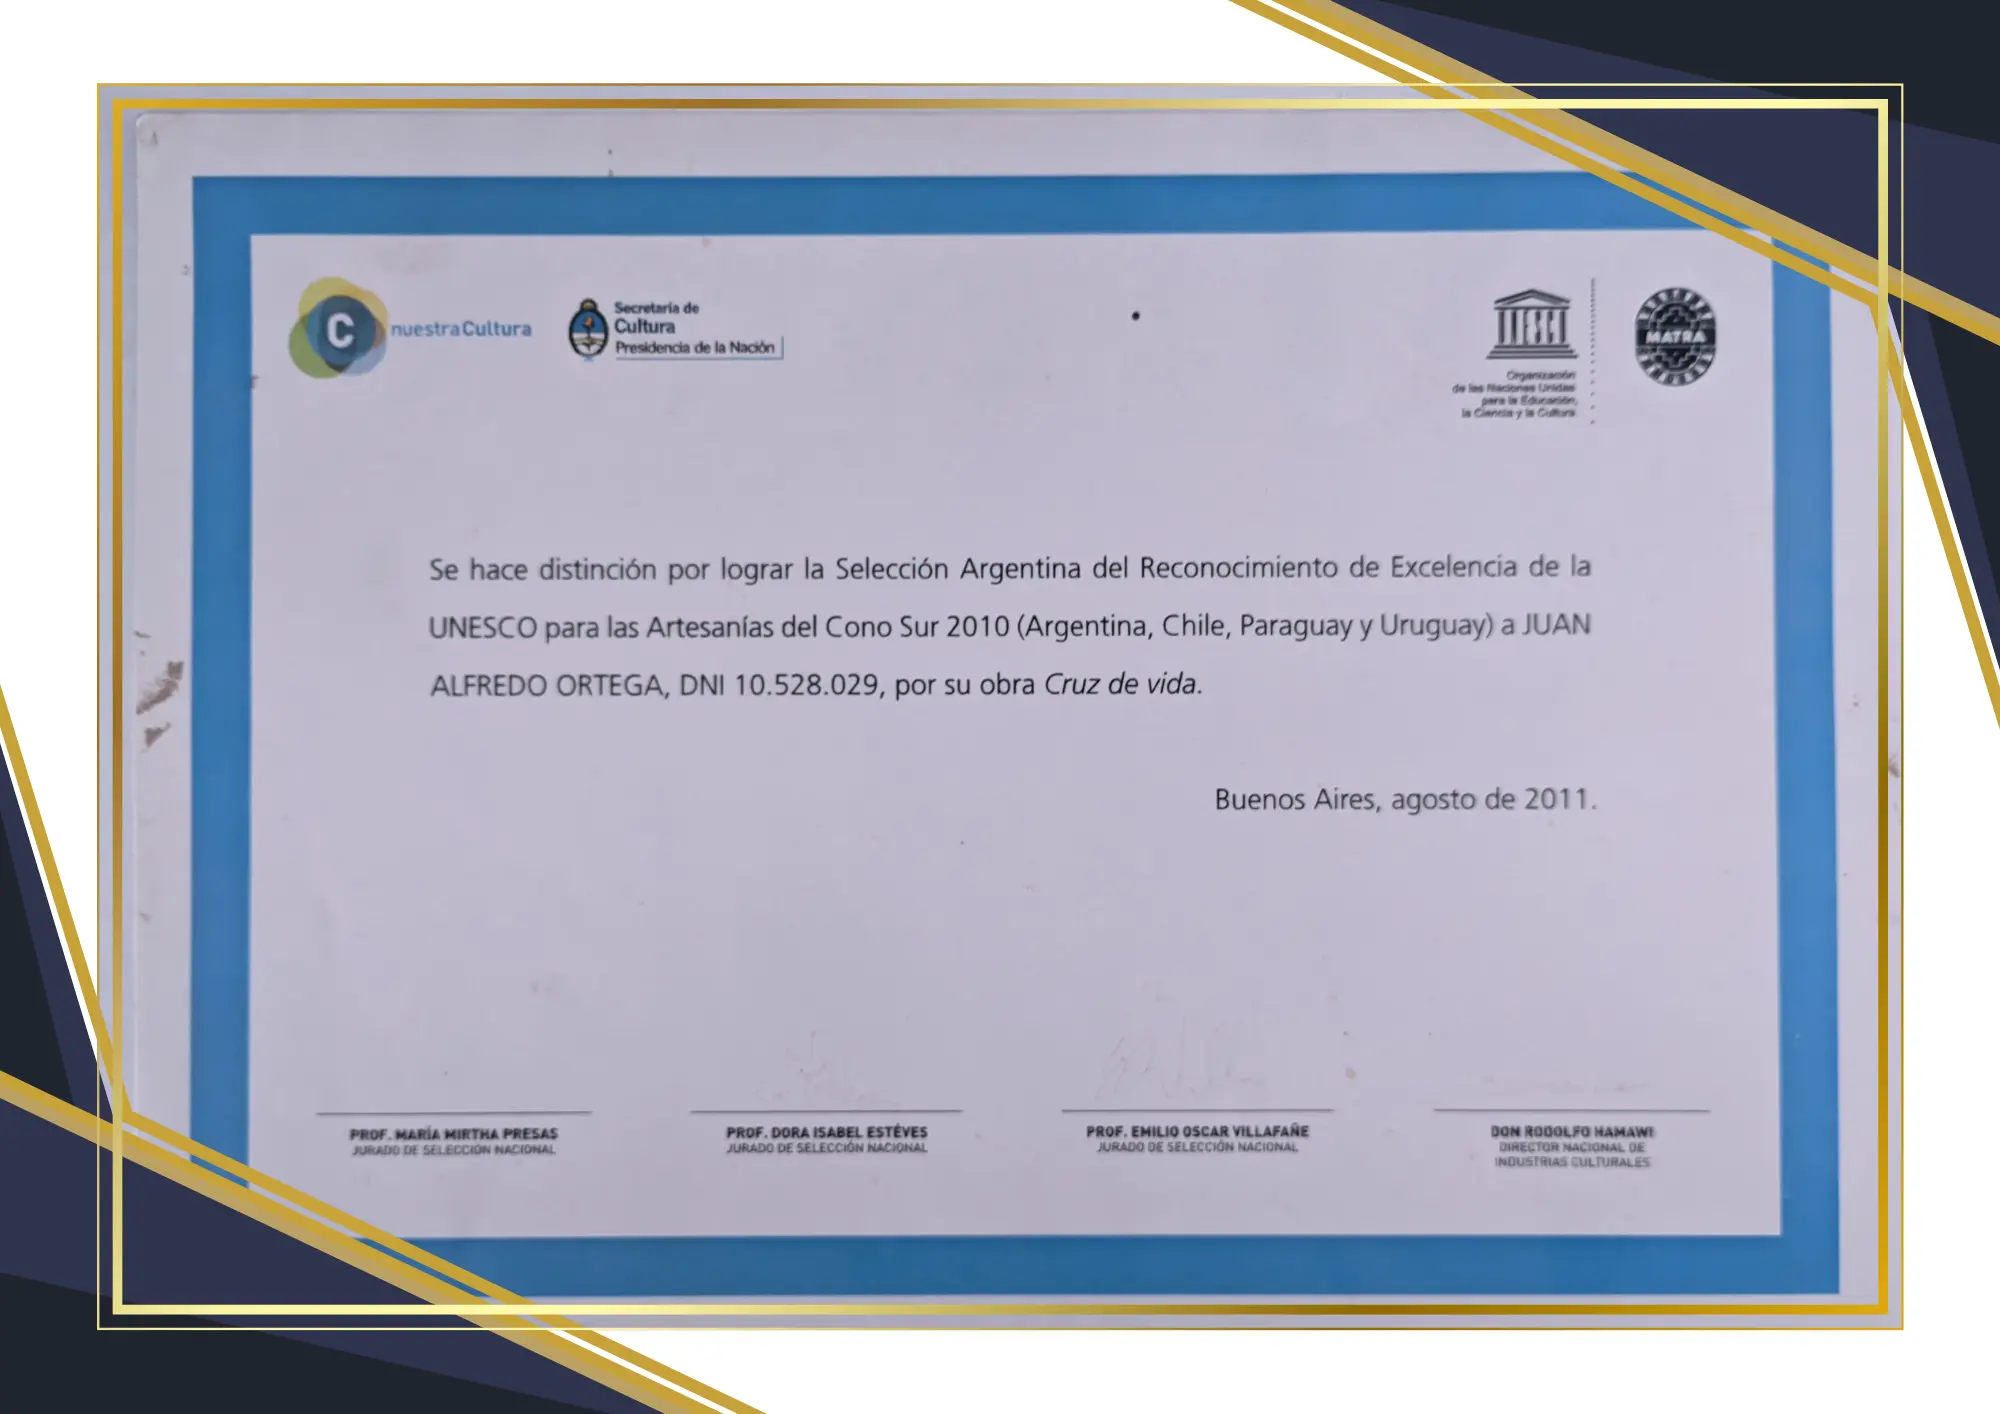 C nuestraCultura
Secretaría de
Cultura
Presidencia de la Nación
UNESCO
Organización
de las Naciones Unidas
para la Educación,
la Ciencia y la Cultura
MATRA
Se hace distinción por lograr la Selección Argentina del Reconocimiento de Excelencia de la
UNESCO para las Artesanías del Cono Sur 2010 (Argentina, Chile, Paraguay y Uruguay) a JUAN
ALFREDO ORTEGA, DNI 10.528.029, por su obra Cruz de vida.
Buenos Aires, agosto de 2011.
PROF. MARÍA MIRTHA PRESAS
JURADO DE SELECCIÓN NACIONAL
PROF. DORA ISABEL ESTÉVES
JURADO DE SELECCIÓN NACIONAL
PROF. EMILIO OSCAR VILLAFAÑE
JURADO DE SELECCIÓN NACIONAL
DON RODOLFO HAMAWI
DIRECTOR NACIONAL DE
INDUSTRIAS CULTURALES